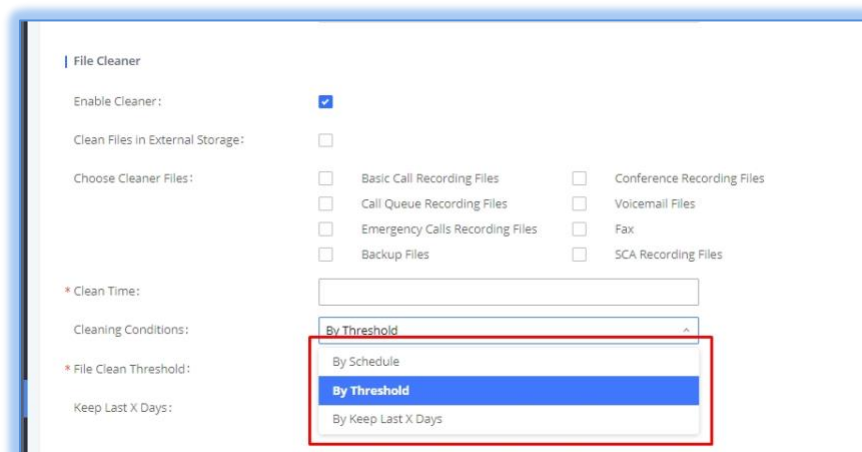 File Cleaner
Enable Cleaner:
Clean Files in External Storage:
Choose Cleaner Files: Basic Call Recording Files Conference Recording Files
Call Queue Recording Files Voicemail Files
Emergency Calls Recording Files Fax
Backup Files SCA Recording Files
* Clean Time:
Cleaning Conditions: By Threshold
By Schedule
* File Clean Threshold:
By Threshold
Keep Last X Days:
By Keep Last X Days